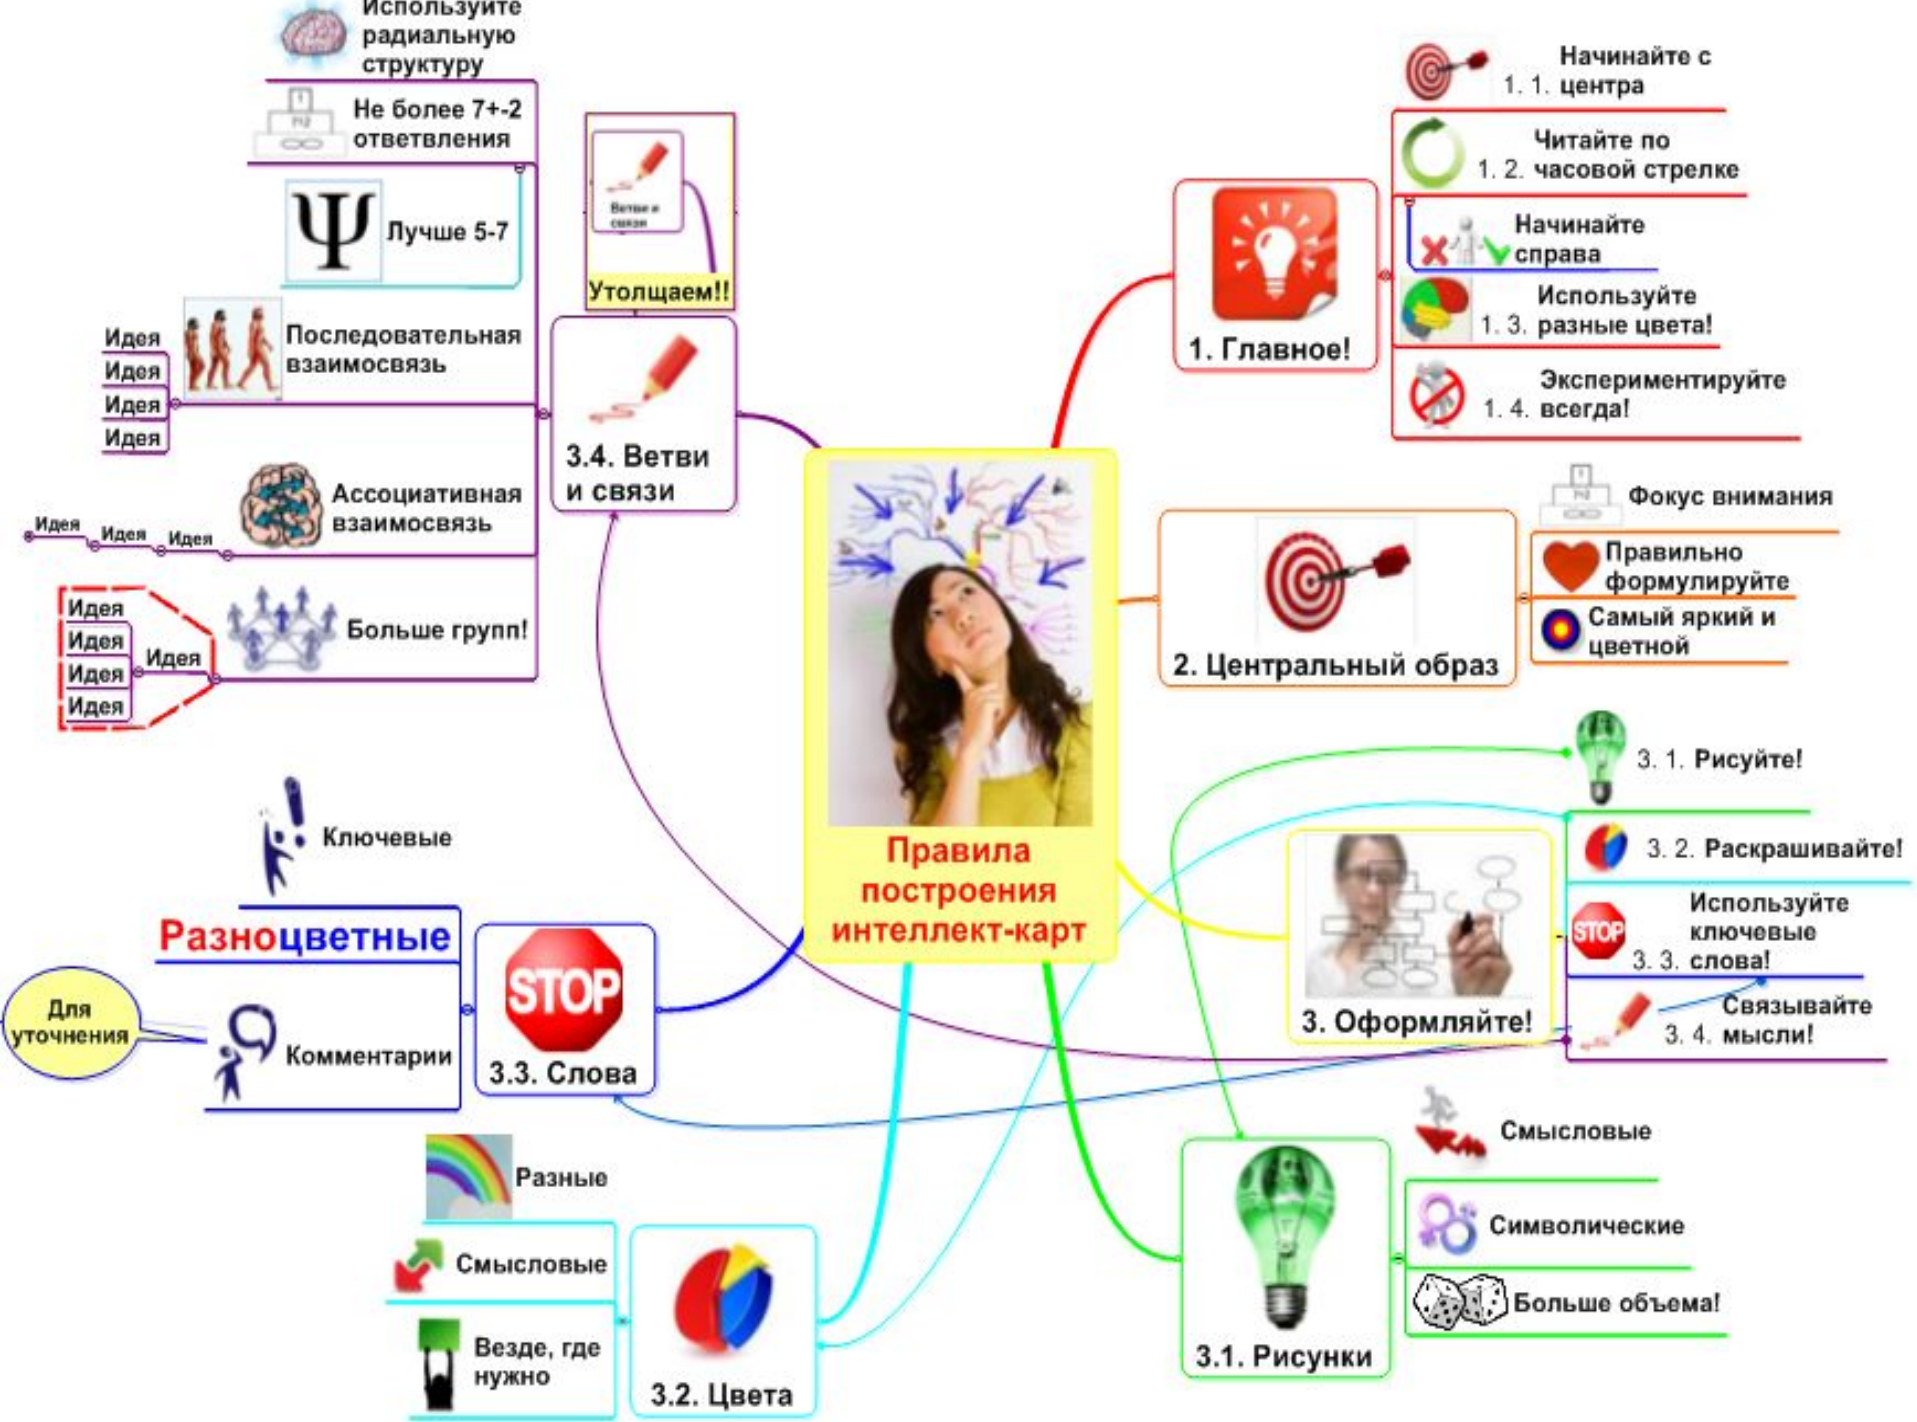 Правила
построения
интеллект-карт
1. Главное!
Начинайте с
1. 1. центра
Читайте по
1. 2. часовой стрелке
Начинайте
справа
Используйте
1. 3. разные цвета!
Экспериментируйте
1. 4. всегда!
2. Центральный образ
Фокус внимания
Правильно
формулируйте
Самый яркий и
цветной
3. Оформляйте!
3. 1. Рисуйте!
3. 2. Раскрашивайте!
STOP
Используйте
ключевые
3. 3. слова!
Связывайте
3. 4. мысли!
3.1. Рисунки
Смысловые
Символические
Больше объема!
3.2. Цвета
Разные
Смысловые
Везде, где
нужно
STOP
3.3. Слова
Ключевые
Разноцветные
Комментарии
Для
уточнения
3.4. Ветви
и связи
Ветви и
связи
Утолщаем!!
Используйте
радиальную
структуру
Не более 7+-2
ответвления
Ψ
Лучше 5-7
Последовательная
взаимосвязь
Идея
Идея
Идея
Идея
Ассоциативная
взаимосвязь
Идея
Идея
Идея
Больше групп!
Идея
Идея
Идея
Идея
Идея